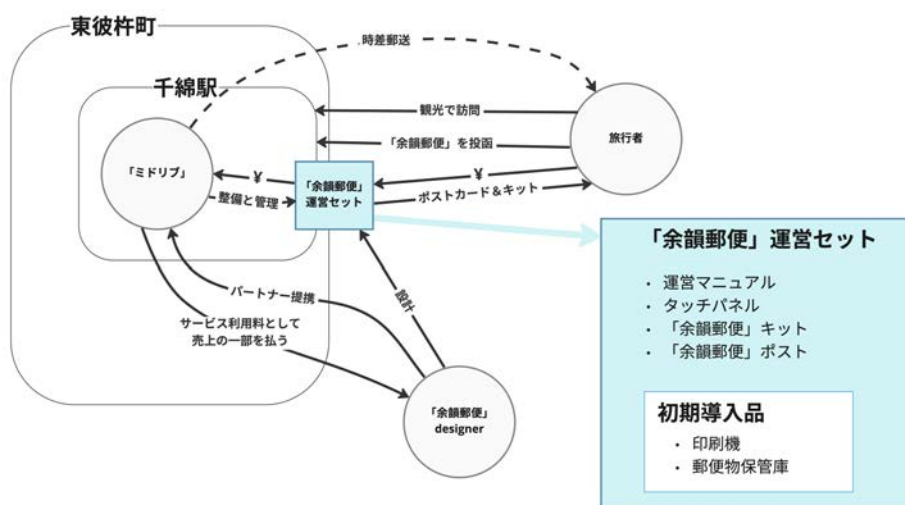 東彼杵町
時差郵送
千綿駅
観光で訪問
旅行者
「余韻郵便」を投函
「ミドリブ」
¥
¥
「余韻郵便」
運営セット
整備と管理
ポストカード＆キット
「余韻郵便」運営セット
・ 運営マニュアル
・ タッチパネル
・ 「余韻郵便」キット
・ 「余韻郵便」ポスト
初期導入品
・ 印刷機
・ 郵便物保管庫
パートナー提携
設計
サービス利用料として
売上の一部を払う
「余韻郵便」
designer